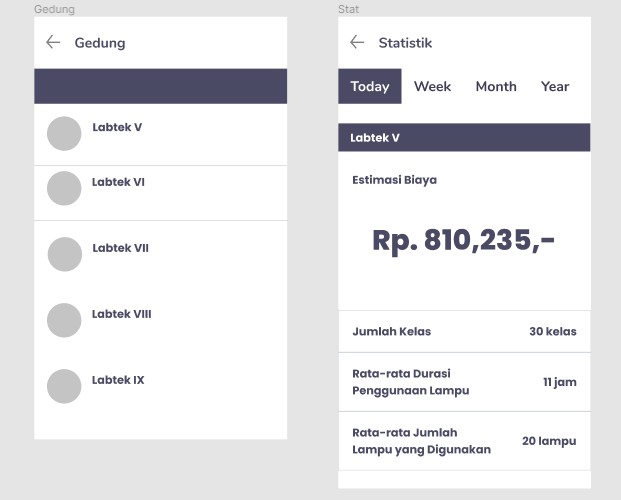 Gedung
Gedung
Labtek V
Labtek VI
Labtek VII
Labtek VIII
Labtek IX
Stat
Statistik
Today Week Month Year
Labtek V
Estimasi Biaya
Rp. 810,235,-
Jumlah Kelas 30 kelas
Rata-rata Durasi
Penggunaan Lampu 11 jam
Rata-rata Jumlah
Lampu yang Digunakan 20 lampu